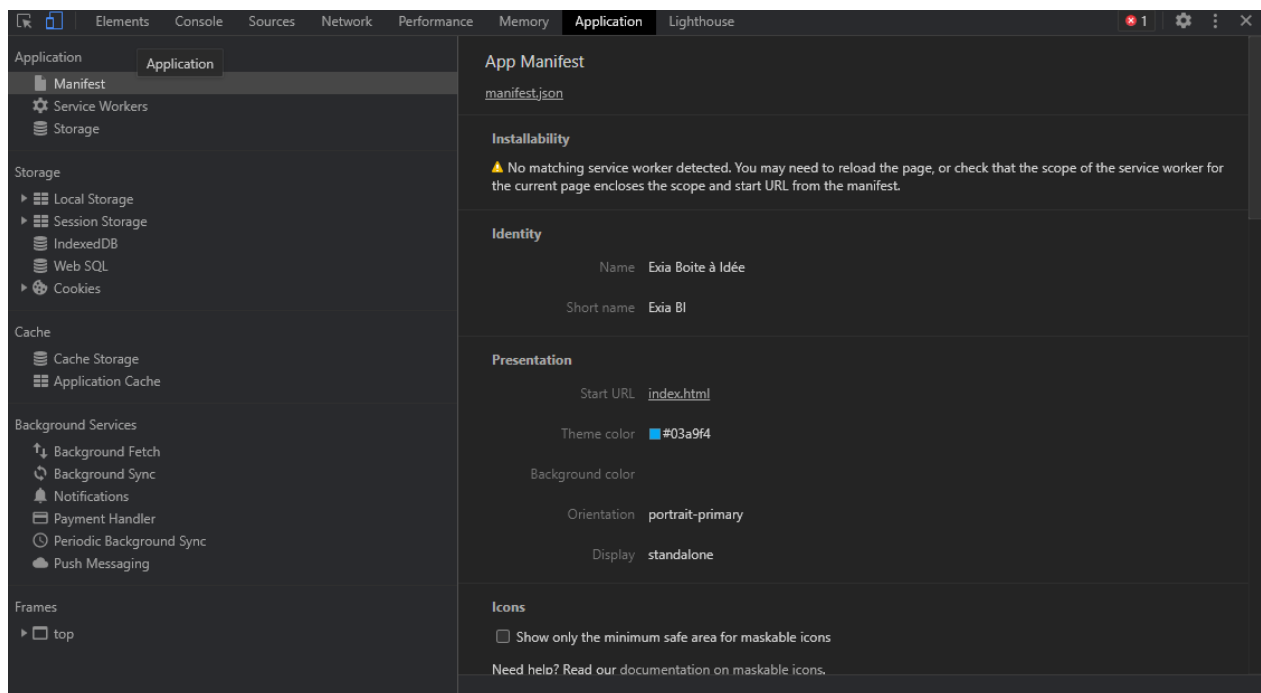 Elements Console Sources Network Performance Memory Application Lighthouse 1
Application
Application
Manifest
Service Workers
Storage
Storage
Local Storage
Session Storage
IndexedDB
Web SQL
Cookies
Cache
Cache Storage
Application Cache
Background Services
Background Fetch
Background Sync
Notifications
Payment Handler
Periodic Background Sync
Push Messaging
Frames
top
App Manifest
manifest.json
Installability
No matching service worker detected. You may need to reload the page, or check that the scope of the service worker for
the current page encloses the scope and start URL from the manifest.
Identity
Name Exia Boite à Idée
Short name Exia BI
Presentation
Start URL index.html
Theme color #03a9f4
Background color
Orientation portrait-primary
Display standalone
Icons
Show only the minimum safe area for maskable icons
Need help? Read our documentation on maskable icons.